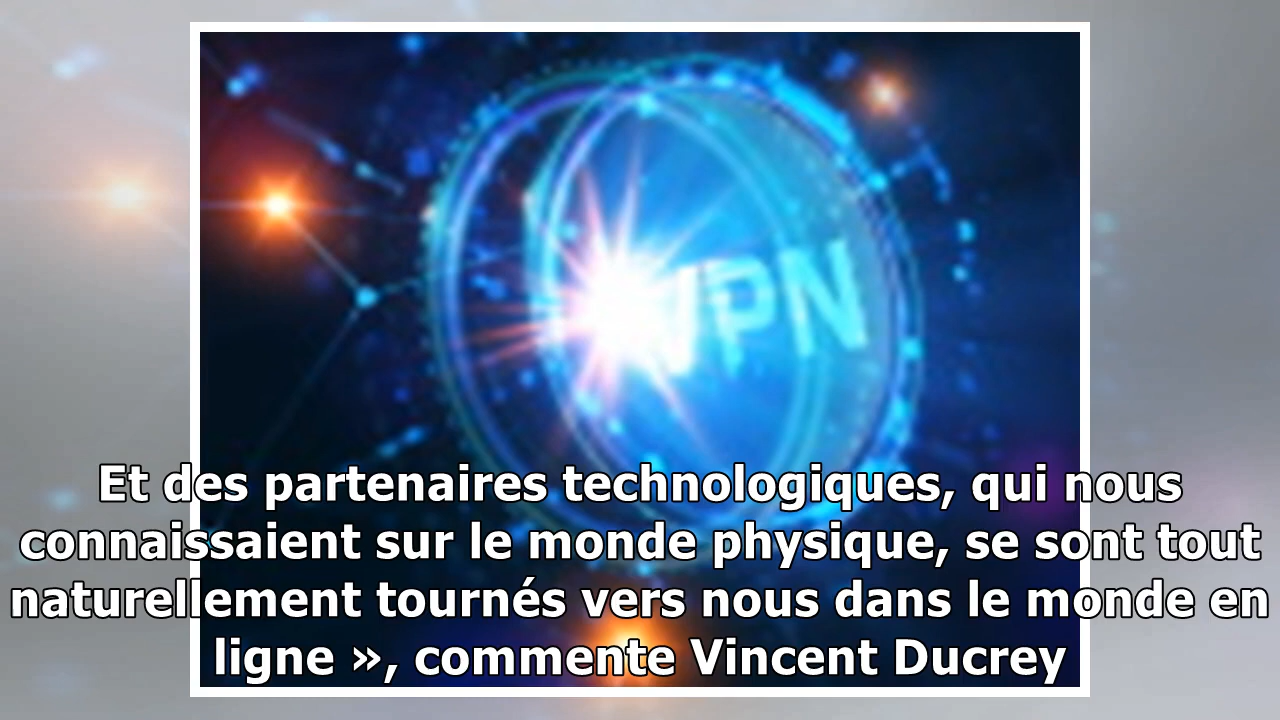 VPN
Et des partenaires technologiques, qui nous
connaissaient sur le monde physique, se sont tout
naturellement tournés vers nous dans le monde en
ligne », commente Vincent Ducrey